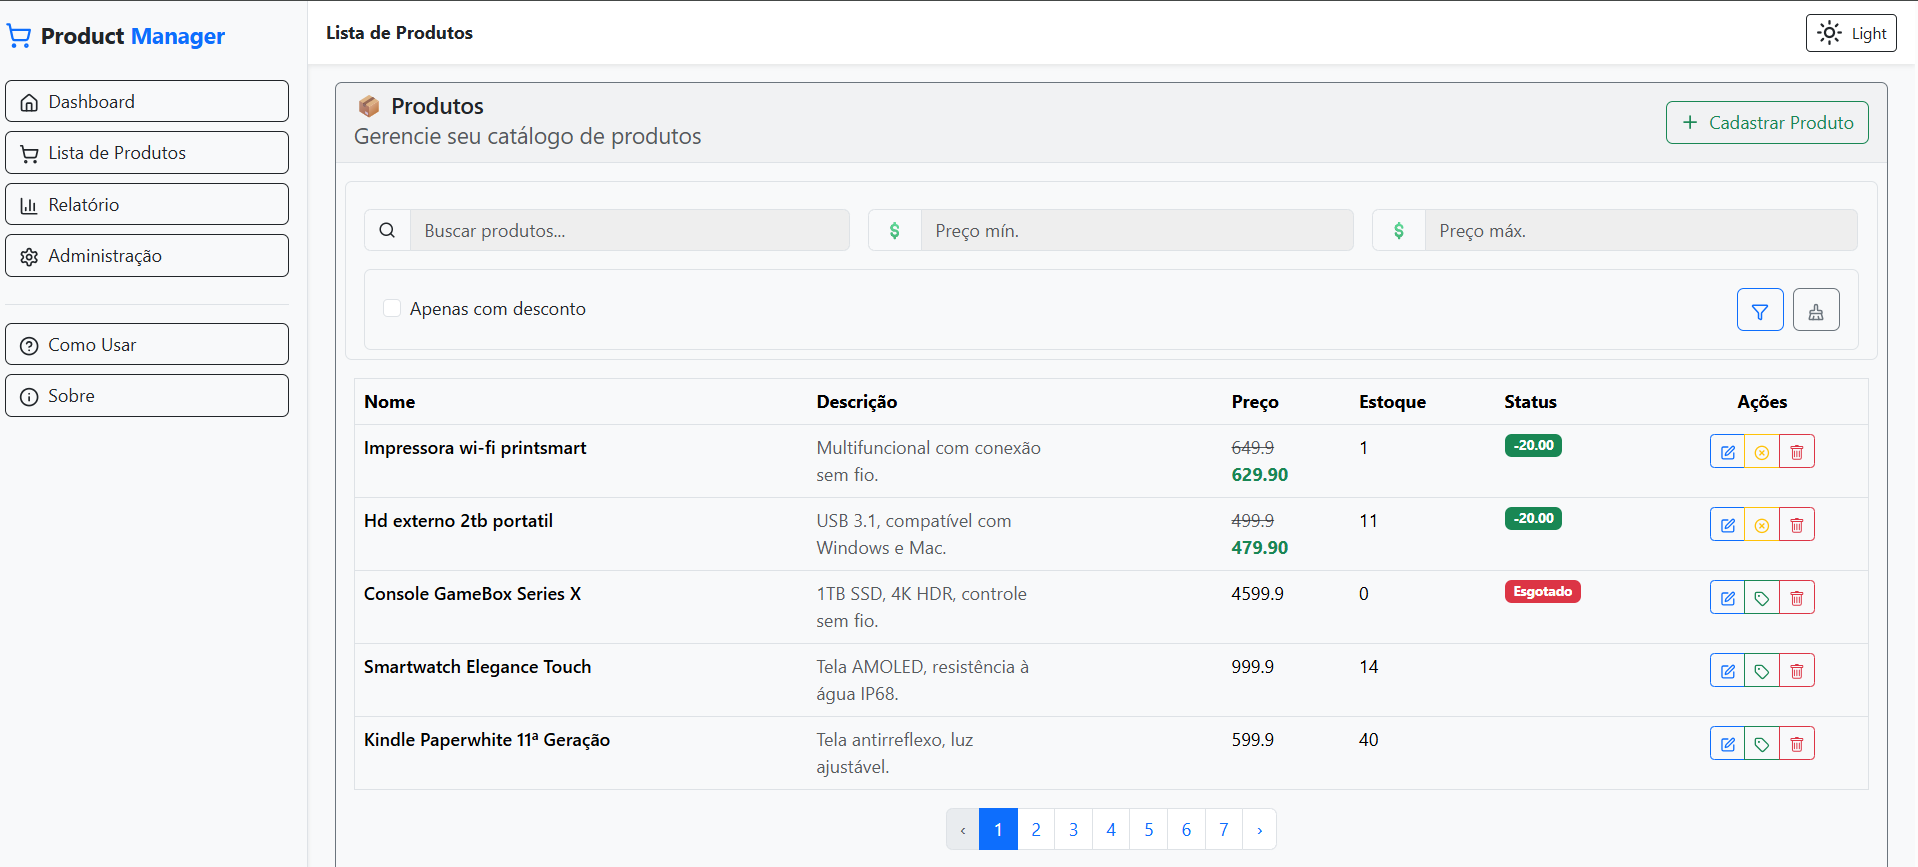 Product Manager
Dashboard
Lista de Produtos
Relatório
Administração
Como Usar
Sobre
Lista de Produtos
Light
Produtos
Gerencie seu catálogo de produtos
+ Cadastrar Produto
Buscar produtos...
$ Preço mín.
$ Preço máx.
Apenas com desconto
Nome Descrição Preço Estoque Status Ações
Impressora wi-fi printsmart Multifuncional com conexão 649.9 1 -20.00
sem fio. 629.90
Hd externo 2tb portatil USB 3.1, compatível com 499.9 11 -20.00
Windows e Mac. 479.90
Console GameBox Series X 1TB SSD, 4K HDR, controle 4599.9 0 Esgotado
sem fio.
Smartwatch Elegance Touch Tela AMOLED, resistência à 999.9 14
água IP68.
Kindle Paperwhite 11ª Geração Tela antirreflexo, luz 599.9 40
ajustável.
‹ 1 2 3 4 5 6 7 ›